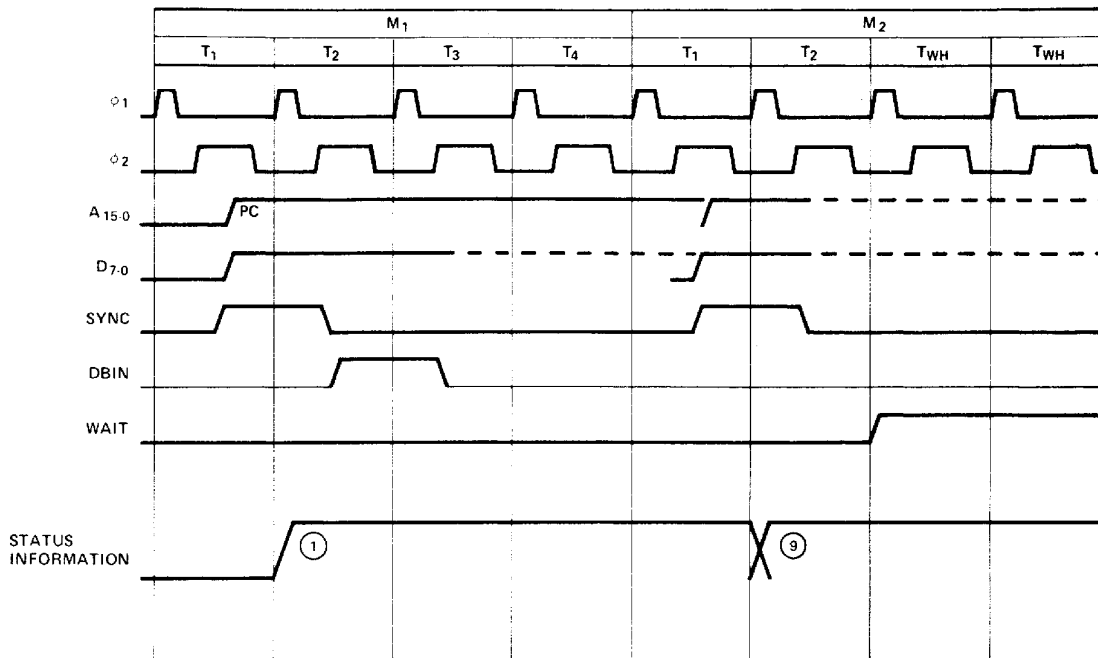 M1 M2
T1 T2 T3 T4 T1 T2 TWH TWH
φ1
φ2
A15-0 PC
D7-0
SYNC
DBIN
WAIT
STATUS
INFORMATION
1 9